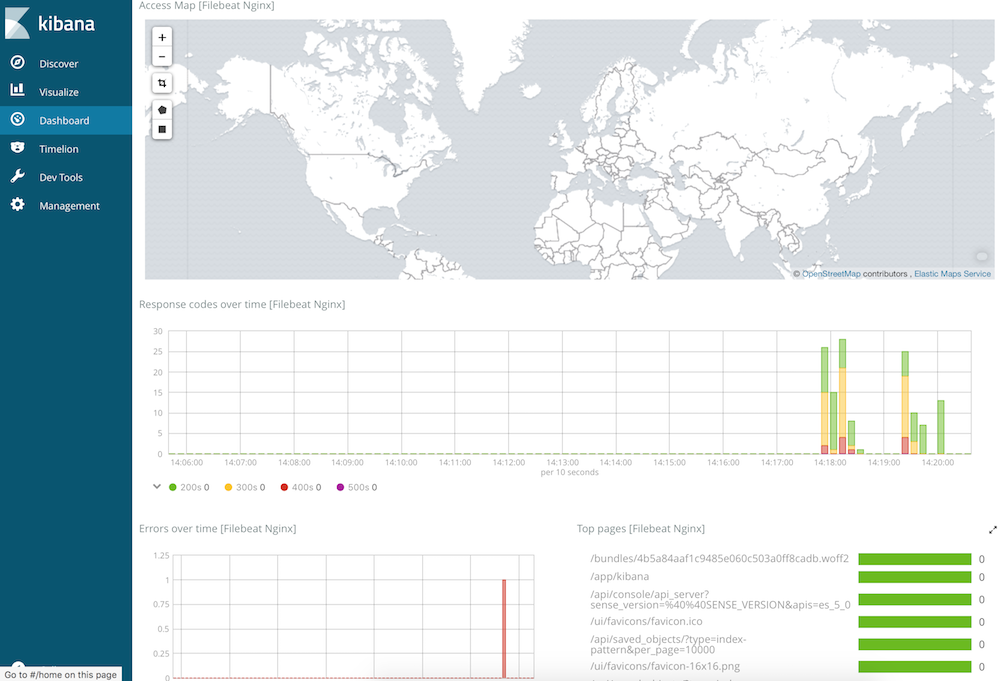 kibana
Discover
Visualize
Dashboard
Timelion
Dev Tools
Management
Go to #/home on this page
Access Map [Filebeat Nginx]
+
−
© OpenStreetMap contributors , Elastic Maps Service
Response codes over time [Filebeat Nginx]
30
25
20
15
10
5
0
14:06:00 14:07:00 14:08:00 14:09:00 14:10:00 14:11:00 14:12:00 14:13:00 14:14:00 14:15:00 14:16:00 14:17:00 14:18:00 14:19:00 14:20:00
per 10 seconds
200s 0 300s 0 400s 0 500s 0
Errors over time [Filebeat Nginx]
1.25
1
0.75
0.5
0.25
0
Top pages [Filebeat Nginx]
/bundles/4b5a84aaf1c9485e060c503a0ff8cadb.woff2 0
/app/kibana 0
/api/console/api_server?
sense_version=%40%40SENSE_VERSION&apis=es_5_0 0
/ui/favicons/favicon.ico 0
/api/saved_objects/?type=index-
pattern&per_page=10000 0
/ui/favicons/favicon-16x16.png 0